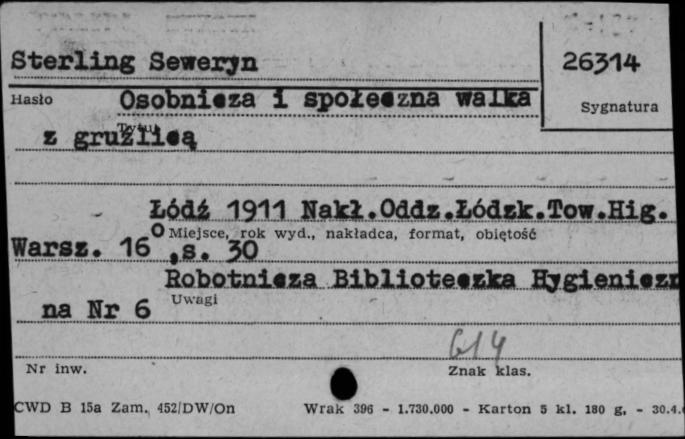 Sterling Seweryn 26314
Hasło Osobnicza i społeczna walka Sygnatura
Tytuł
z gruźlicą
Łódź 1911 Nakł.Oddz.Łódzk.Tow.Hig.
Miejsce, rok wyd., nakładca, format, objętość
Warsz. 16° ,s. 30
Robotnicza Biblioteczka Hygieniczn
Uwagi
na Nr 6
614
Nr inw. Znak klas.
CWD B 15a Zam. 452/DW/On Wrak 396 - 1.730.000 - Karton 5 kl. 180 g, - 30.4.